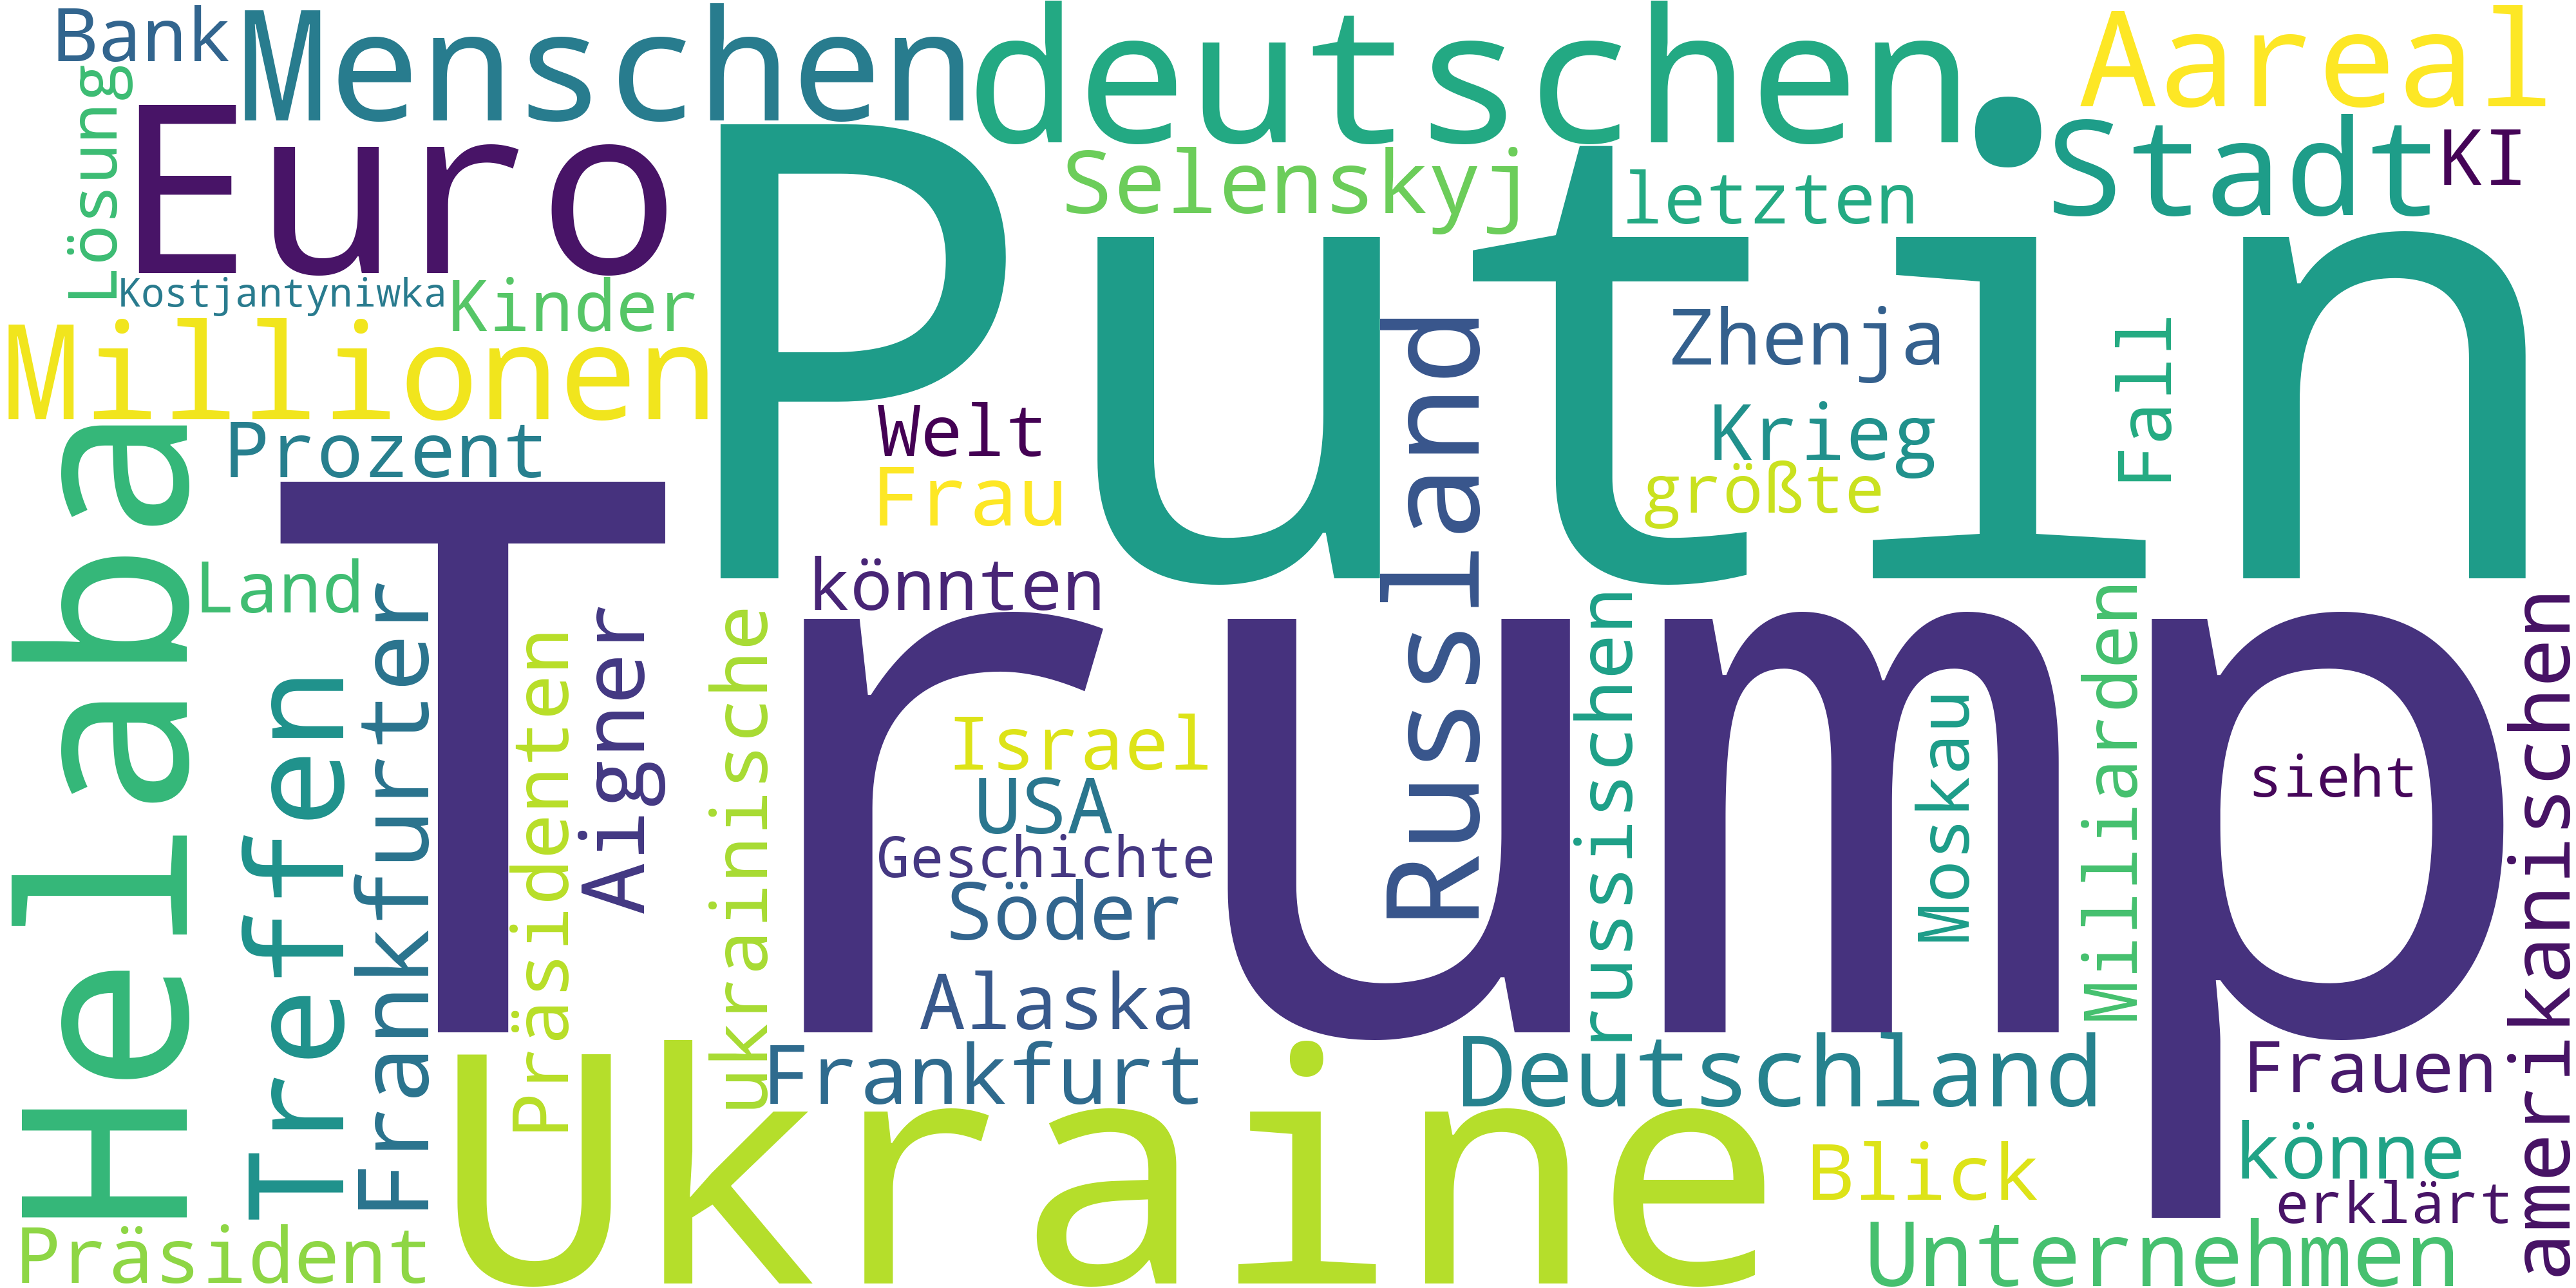 Bank
Menschen
deutschen
Aareal
Lösung
Euro
Putin
Selenskyj
letzten
Stadt
KI
Kostjantyniwka
Kinder
Millionen
Zhenja
Fall
Prozent
Welt
Krieg
Russland
Frau
größte
Helaba
Trump
Land
könnten
Frankfurter
Treffen
Präsidenten
Aigner
ukrainische
Israel
USA
Geschichte
Söder
Alaska
russischen
Moskau
Milliarden
sieht
amerikanischen
Frankfurt
Deutschland
Frauen
Ukraine
Blick
könne
erklärt
Präsident
Unternehmen